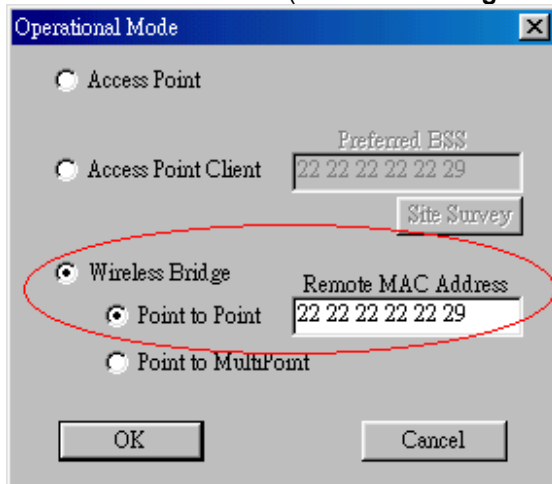 Operational Mode
Access Point
Preferred BSS
Access Point Client 22 22 22 22 22 29
Site Survey
Wireless Bridge Remote MAC Address
Point to Point 22 22 22 22 22 29
Point to MultiPoint
OK Cancel